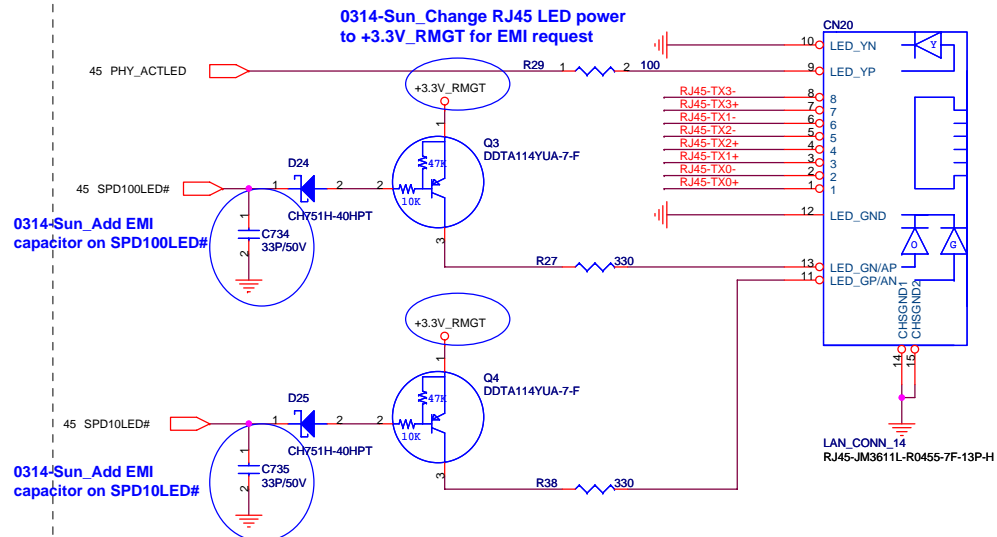 0314-Sun_Change RJ45 LED power
to +3.3V_RMGT for EMI request
CN20
10 LED_YN
Y
45 PHY_ACTLED
R29 1 2 100
9 LED_YP
+3.3V_RMGT
RJ45-TX3- 8 8
RJ45-TX3+ 7 7
RJ45-TX1- 6 6
RJ45-TX2- 5 5
RJ45-TX2+ 4 4
RJ45-TX1+ 3 3
RJ45-TX0- 2 2
RJ45-TX0+ 1 1
1
Q3
DDTA114YUA-7-F
47K
D24
45 SPD100LED#
1 2 2
10K
CH751H-40HPT
12 LED_GND
0314-Sun_Add EMI
capacitor on SPD100LED#
1
C734
33P/50V
2
3
O G
R27 330
13 LED_GN/AP
11 LED_GP/AN
CHSGND1
CHSGND2
+3.3V_RMGT
1
14
15
Q4
DDTA114YUA-7-F
47K
D25
45 SPD10LED#
1 2 2
10K
CH751H-40HPT
LAN_CONN_14
RJ45-JM3611L-R0455-7F-13P-H
0314-Sun_Add EMI
capacitor on SPD10LED#
1
C735
33P/50V
2
3
R38 330